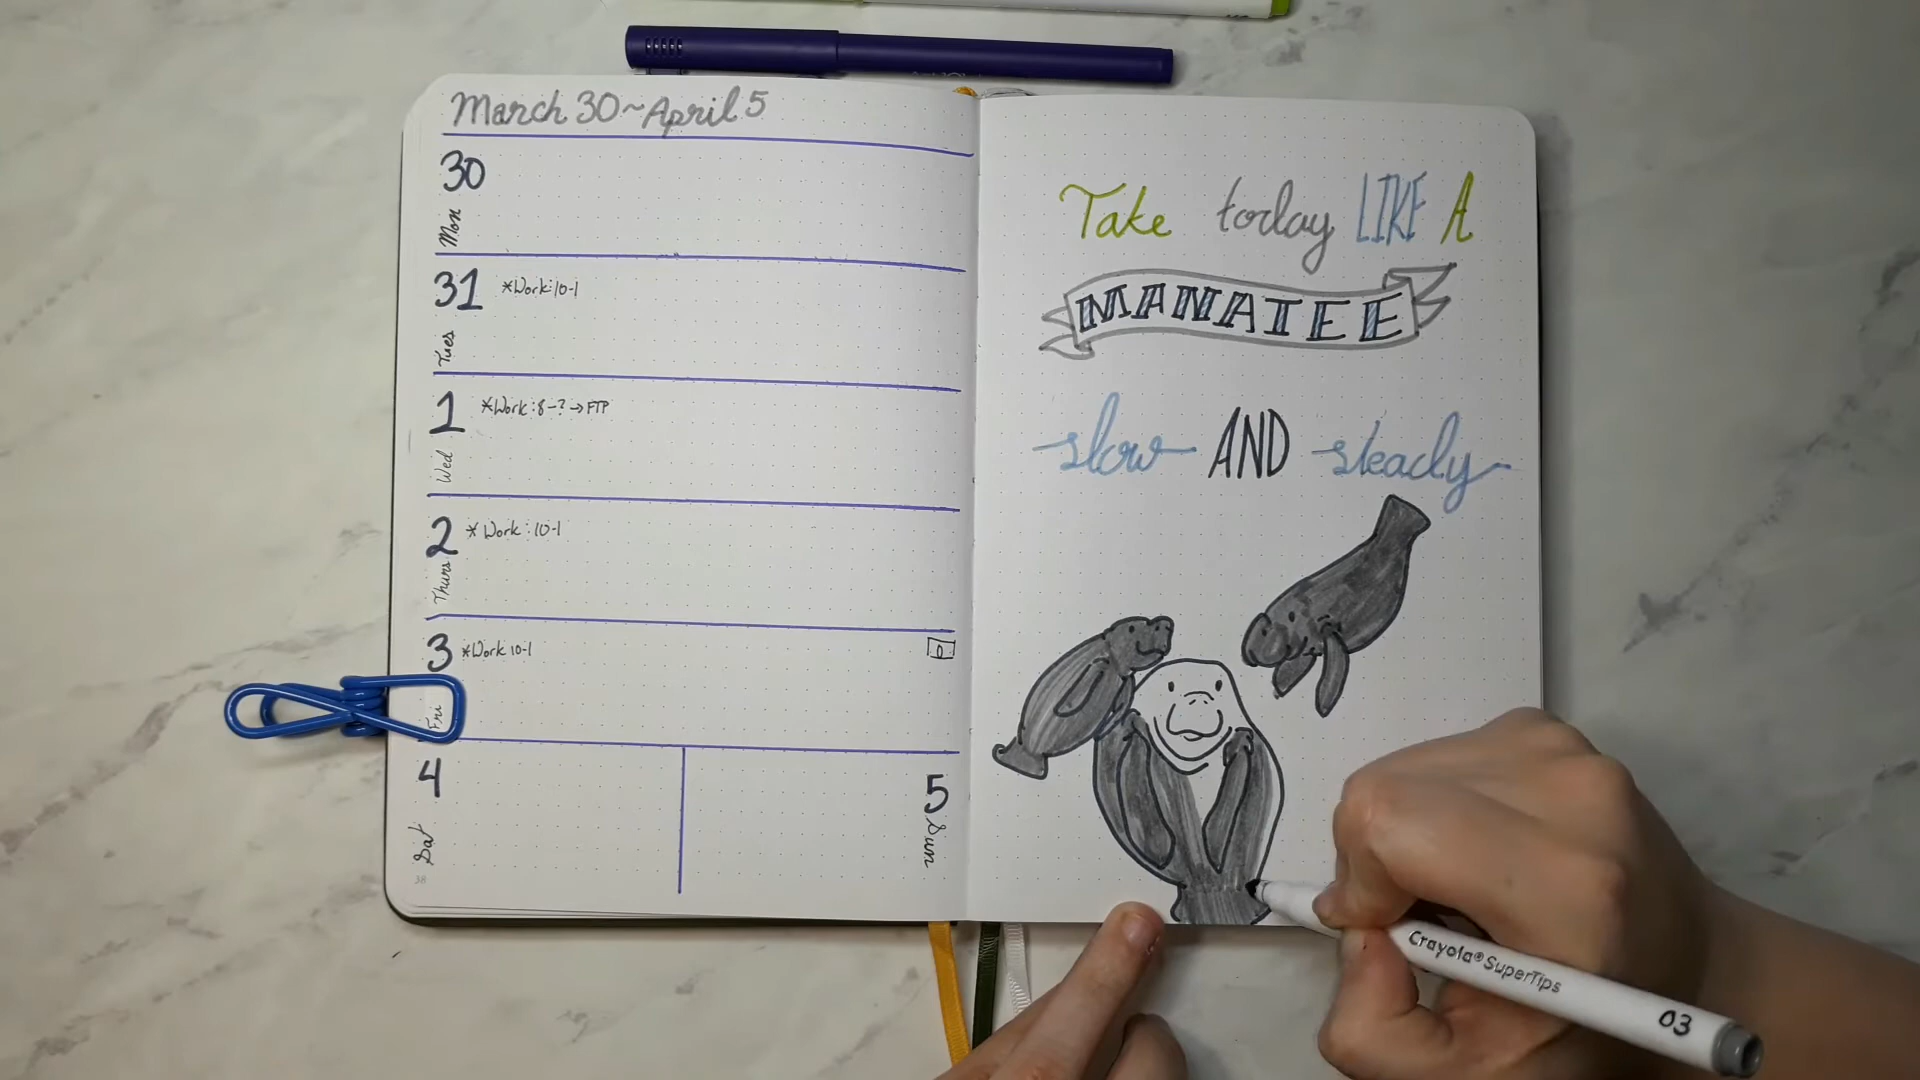 March 30~April 5
30
Mon
31 *Work:10-1
Tues
1 *Work:8-?→FTP
Wed
2 *Work:10-1
Thurs
3 *Work 10-1
Fri
4
Sat
5
Sun
38
Take today LIKE A
MANATEE
slow AND steady
Crayola® SuperTips 03